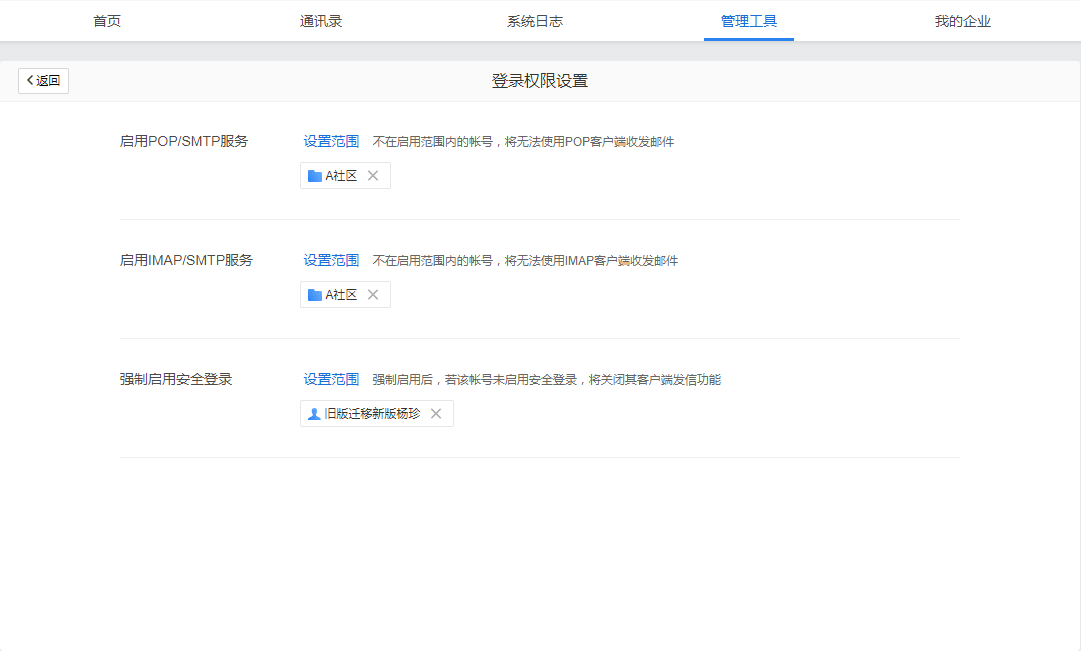 首页 通讯录 系统日志 管理工具 我的企业
返回 登录权限设置
启用POP/SMTP服务 设置范围 不在启用范围内的帐号，将无法使用POP客户端收发邮件
A社区
启用IMAP/SMTP服务 设置范围 不在启用范围内的帐号，将无法使用IMAP客户端收发邮件
A社区
强制启用安全登录 设置范围 强制启用后，若该帐号未启用安全登录，将关闭其客户端发信功能
旧版迁移新版杨珍